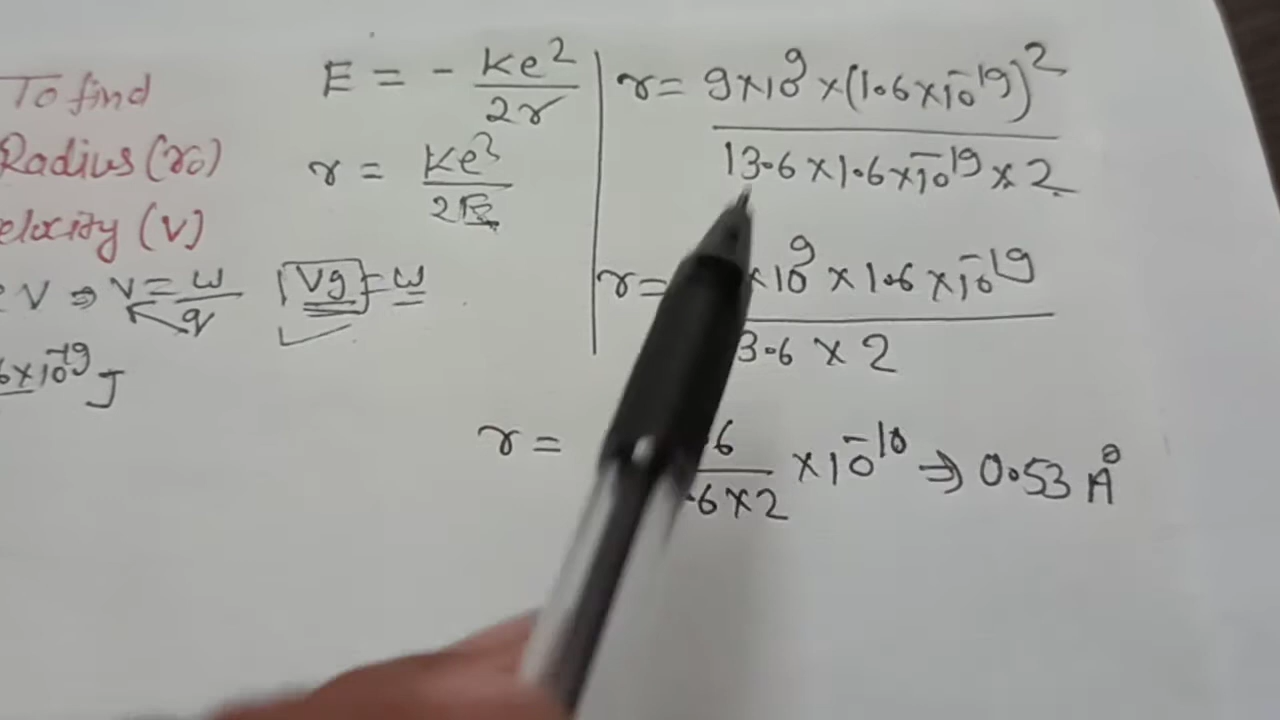 To find
Radius (r₀)
elocity (V)
V ⇒ V = W/q  |Vg| = W
6×10⁻¹⁹ J
E = - Ke²/2r
r = Ke²/2E
r = 9×10⁹ × (1.6×10⁻¹⁹)² / 13.6×1.6×10⁻¹⁹×2
r = ×10⁹ × 1.6 × 10⁻¹⁹ / 3.6 × 2
r = .6/.6×2 × 10⁻¹⁰ ⇒ 0.53 A°